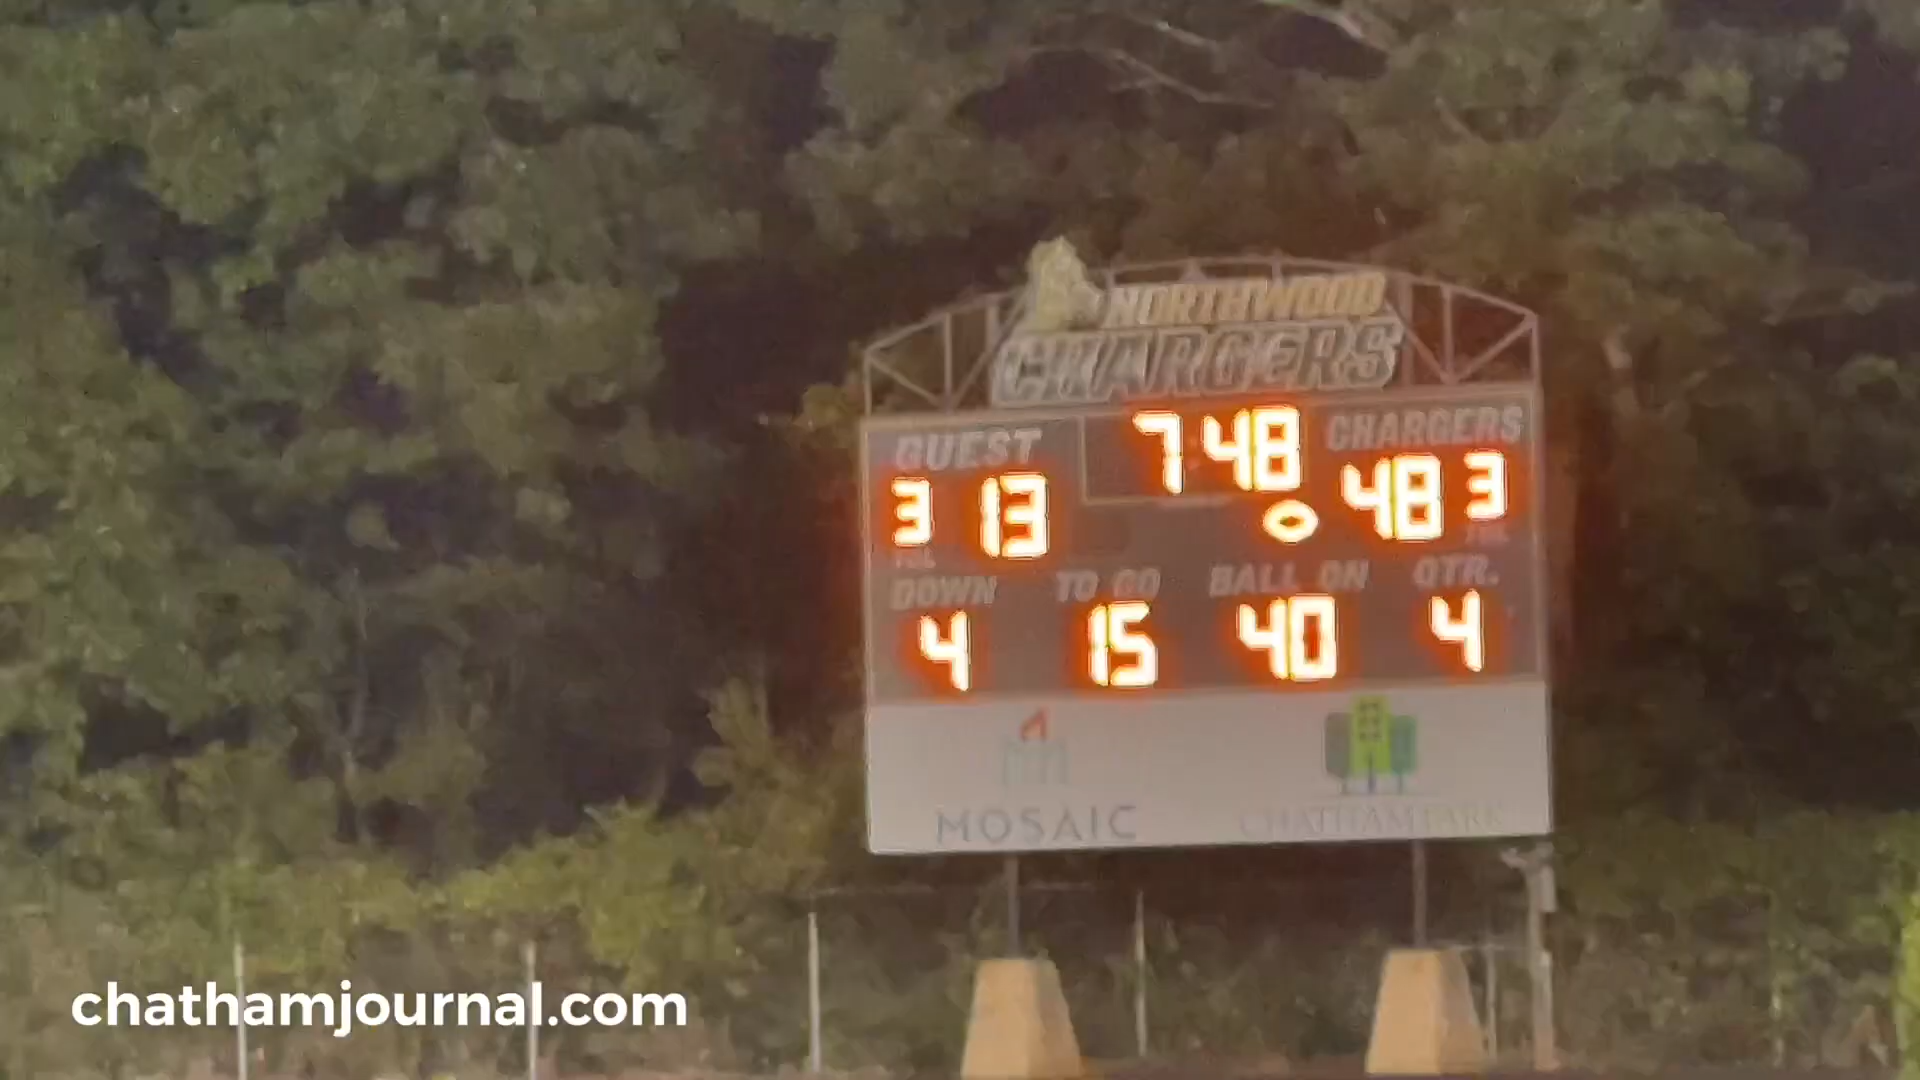 NORTHWOOD
CHARGERS
GUEST 7 48 CHARGERS
3 13 48 3
DOWN TO GO BALL ON QTR.
4 15 40 4
MOSAIC CHATHAM PARK
chathamjournal.com